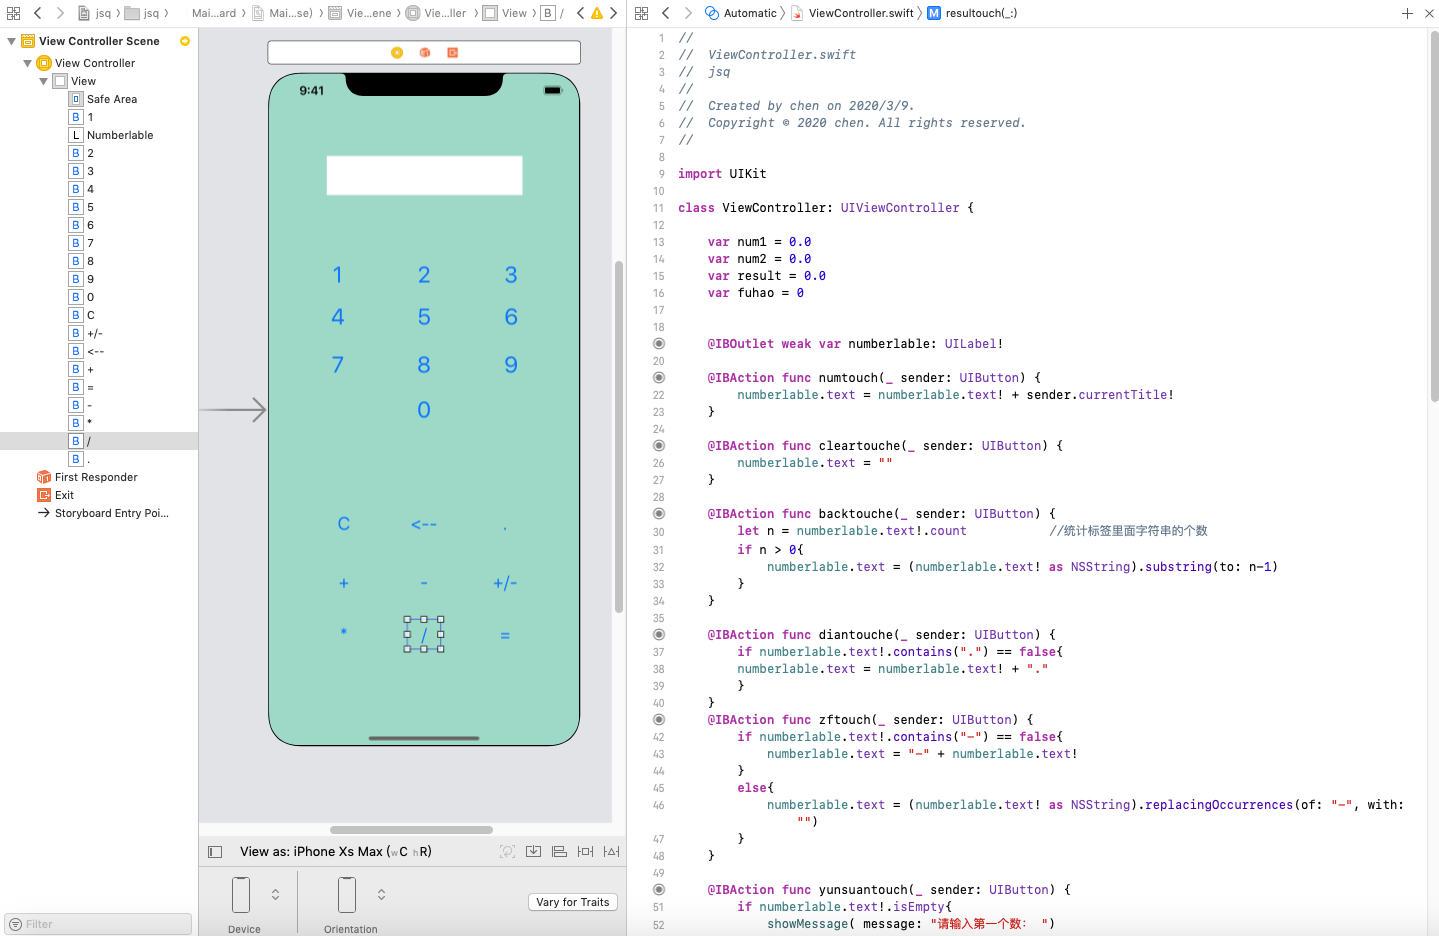 jsq
jsq
Mai...ard
Mai...se)
Vie...ene
Vie...ller
View
B
/
View Controller Scene
View Controller
View
Safe Area
B 1
L Numberlable
B 2
B 3
B 4
B 5
B 6
B 7
B 8
B 9
B 0
B C
B +/-
B <--
B +
B =
B -
B *
B /
B .
First Responder
Exit
Storyboard Entry Poi...
Filter
9:41
1 2 3
4 5 6
7 8 9
0
C <-- .
+ - +/-
* / =
View as: iPhone Xs Max (wC hR)
Vary for Traits
Device
Orientation
Automatic
ViewController.swift
M resultouch(_:)
1 //
2 //  ViewController.swift
3 //  jsq
4 //
5 //  Created by chen on 2020/3/9.
6 //  Copyright © 2020 chen. All rights reserved.
7 //
8
9 import UIKit
10
11 class ViewController: UIViewController {
12
13     var num1 = 0.0
14     var num2 = 0.0
15     var result = 0.0
16     var fuhao = 0
17
18
@IBOutlet weak var numberlable: UILabel!
20
@IBAction func numtouch(_ sender: UIButton) {
22         numberlable.text = numberlable.text! + sender.currentTitle!
23     }
24
@IBAction func cleartouche(_ sender: UIButton) {
26         numberlable.text = ""
27     }
28
@IBAction func backtouche(_ sender: UIButton) {
30         let n = numberlable.text!.count           //统计标签里面字符串的个数
31         if n > 0{
32             numberlable.text = (numberlable.text! as NSString).substring(to: n-1)
33         }
34     }
35
@IBAction func diantouche(_ sender: UIButton) {
37         if numberlable.text!.contains(".") == false{
38         numberlable.text = numberlable.text! + "."
39         }
40     }
@IBAction func zftouch(_ sender: UIButton) {
42         if numberlable.text!.contains("-") == false{
43             numberlable.text = "-" + numberlable.text!
44         }
45         else{
46             numberlable.text = (numberlable.text! as NSString).replacingOccurrences(of: "-", with:
"")
47         }
48     }
49
@IBAction func yunsuantouch(_ sender: UIButton) {
51         if numberlable.text!.isEmpty{
52             showMessage( message: "请输入第一个数： ")